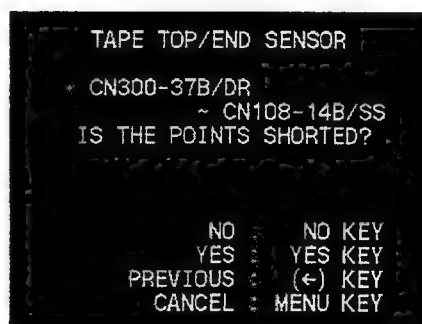 TAPE TOP/END SENSOR
* CN300-37B/DR
~ CN108-14B/SS
IS THE POINTS SHORTED?
NO : NO KEY
YES : YES KEY
PREVIOUS : (←) KEY
CANCEL : MENU KEY